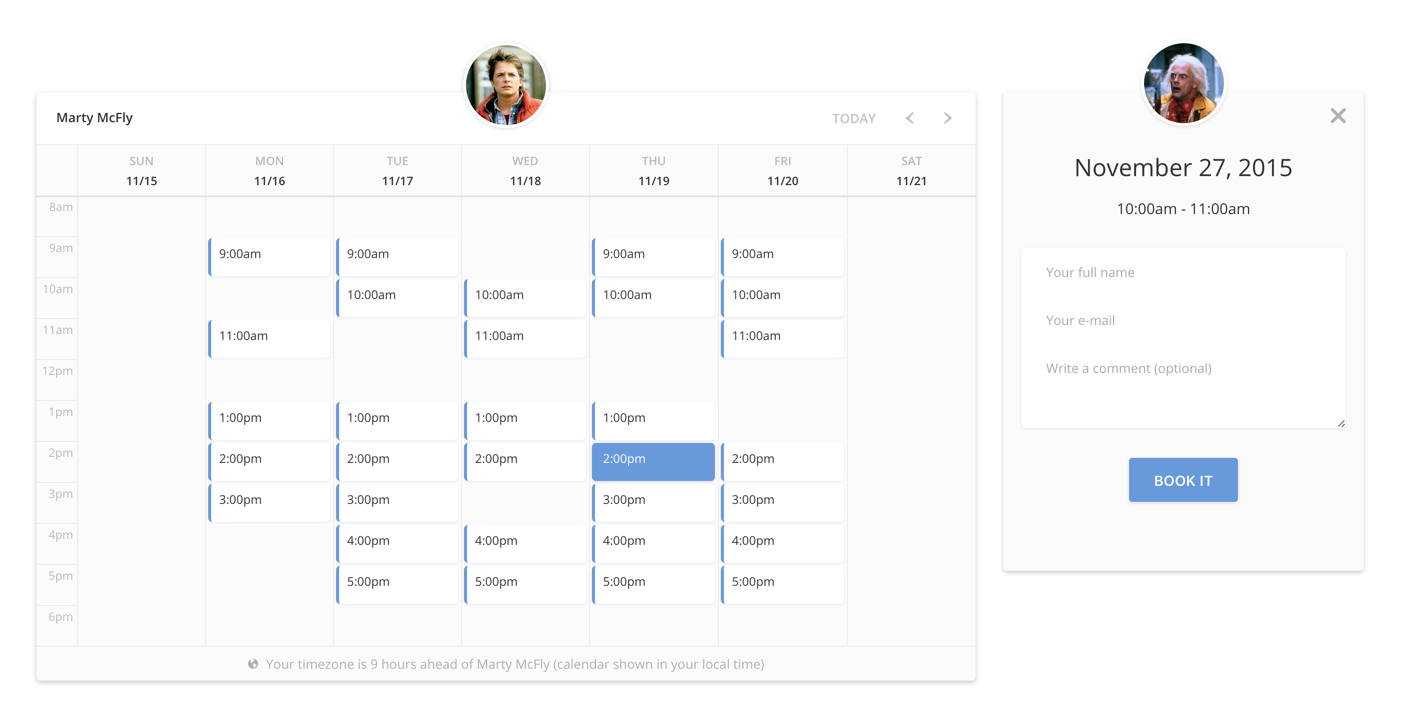 Marty McFly
TODAY
SUN MON TUE WED THU FRI SAT
11/15 11/16 11/17 11/18 11/19 11/20 11/21
8am
9am 9:00am 9:00am 9:00am 9:00am
10am 10:00am 10:00am 10:00am 10:00am
11am 11:00am 11:00am 11:00am
12pm
1pm 1:00pm 1:00pm 1:00pm 1:00pm
2pm 2:00pm 2:00pm 2:00pm 2:00pm 2:00pm
3pm 3:00pm 3:00pm 3:00pm 3:00pm
4pm 4:00pm 4:00pm 4:00pm 4:00pm
5pm 5:00pm 5:00pm 5:00pm 5:00pm
6pm
Your timezone is 9 hours ahead of Marty McFly (calendar shown in your local time)
November 27, 2015
10:00am - 11:00am
Your full name
Your e-mail
Write a comment (optional)
BOOK IT